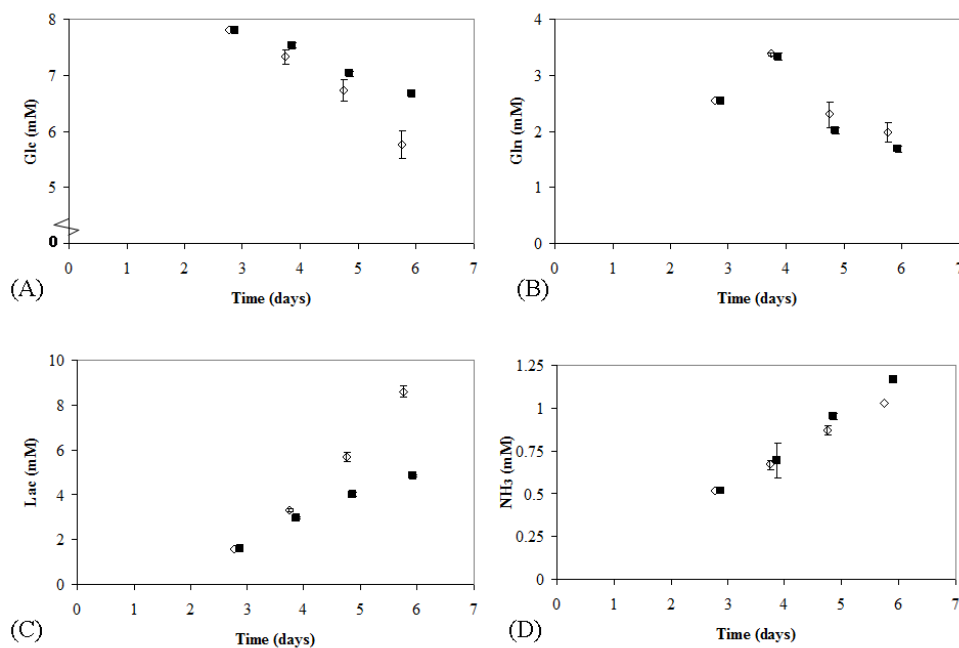 8
7
6
5
0
Glc (mM)
0 1 2 3 4 5 6 7
Time (days)
(A)
4
3
2
1
0
Gln (mM)
0 1 2 3 4 5 6 7
Time (days)
(B)
10
8
6
4
2
0
Lac (mM)
0 1 2 3 4 5 6 7
Time (days)
(C)
1.25
1
0.75
0.5
0.25
0
NH3 (mM)
0 1 2 3 4 5 6 7
Time (days)
(D)